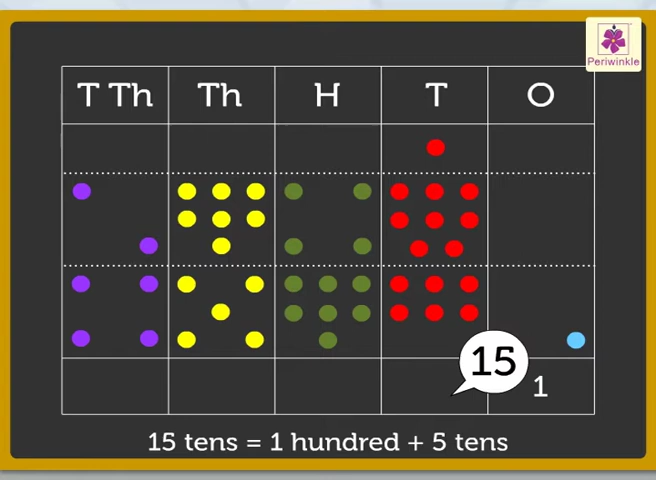 Periwinkle
T Th Th H T O
15
1
15 tens = 1 hundred + 5 tens